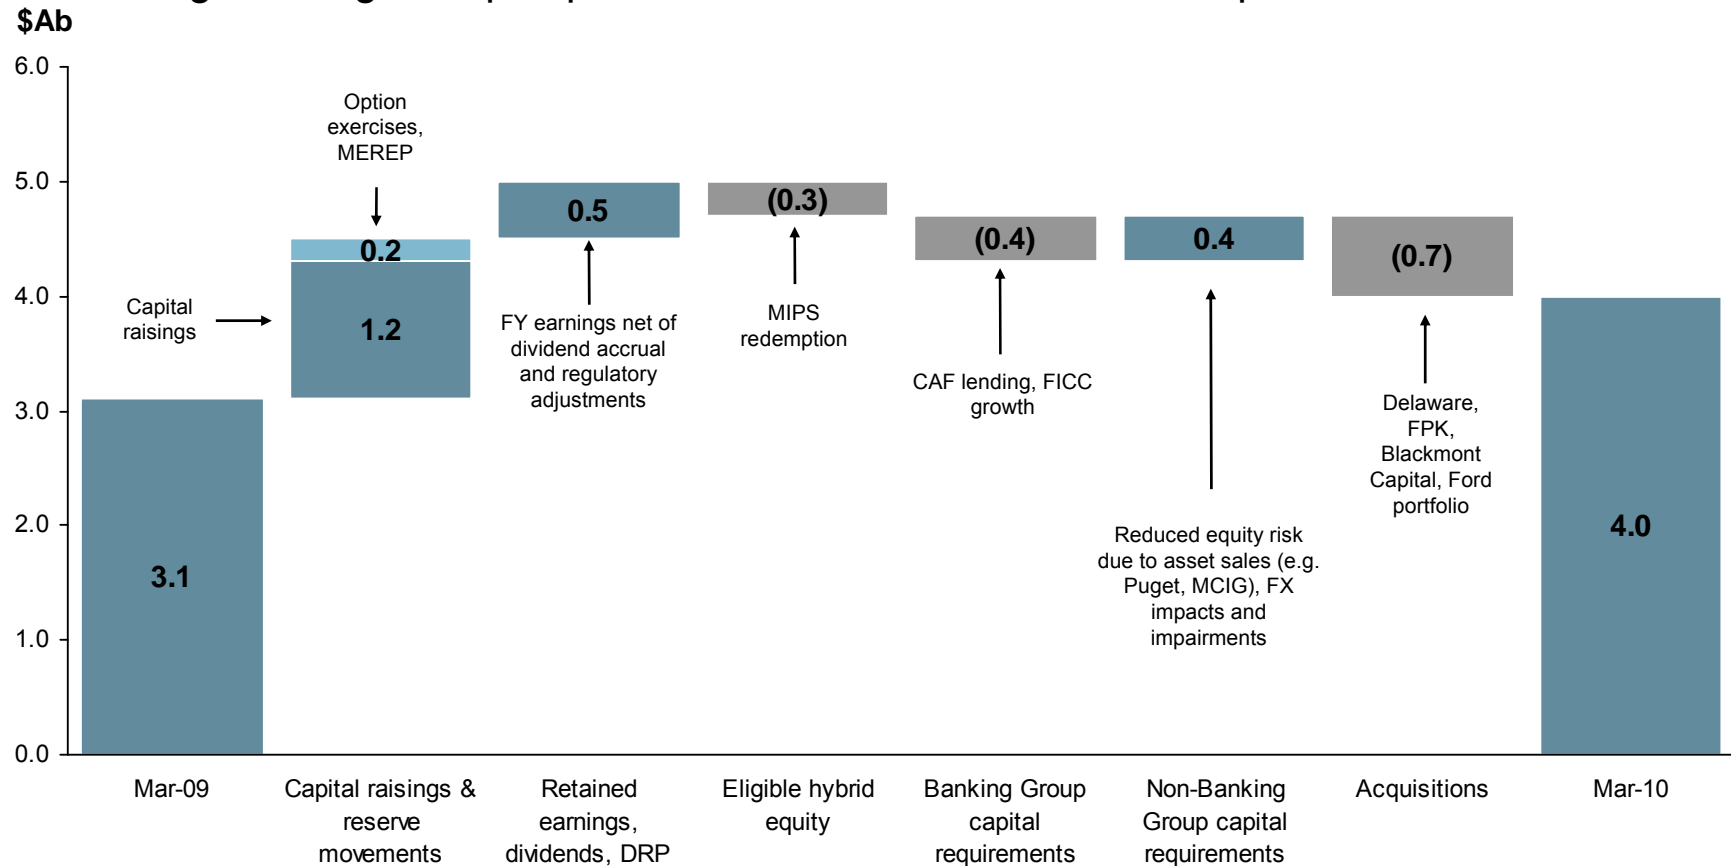 $Ab
6.0
5.0
4.0
3.0
2.0
1.0
0.0
Option
exercises,
MEREP
Capital
raisings
0.2
1.2
3.1
0.5
FY earnings net of
dividend accrual
and regulatory
adjustments
(0.3)
MIPS
redemption
(0.4)
CAF lending, FICC
growth
0.4
Reduced equity risk
due to asset sales (e.g.
Puget, MCIG), FX
impacts and
impairments
(0.7)
Delaware,
FPK,
Blackmont
Capital, Ford
portfolio
4.0
Mar-09
Capital raisings &
reserve
movements
Retained
earnings,
dividends, DRP
Eligible hybrid
equity
Banking Group
capital
requirements
Non-Banking
Group capital
requirements
Acquisitions
Mar-10